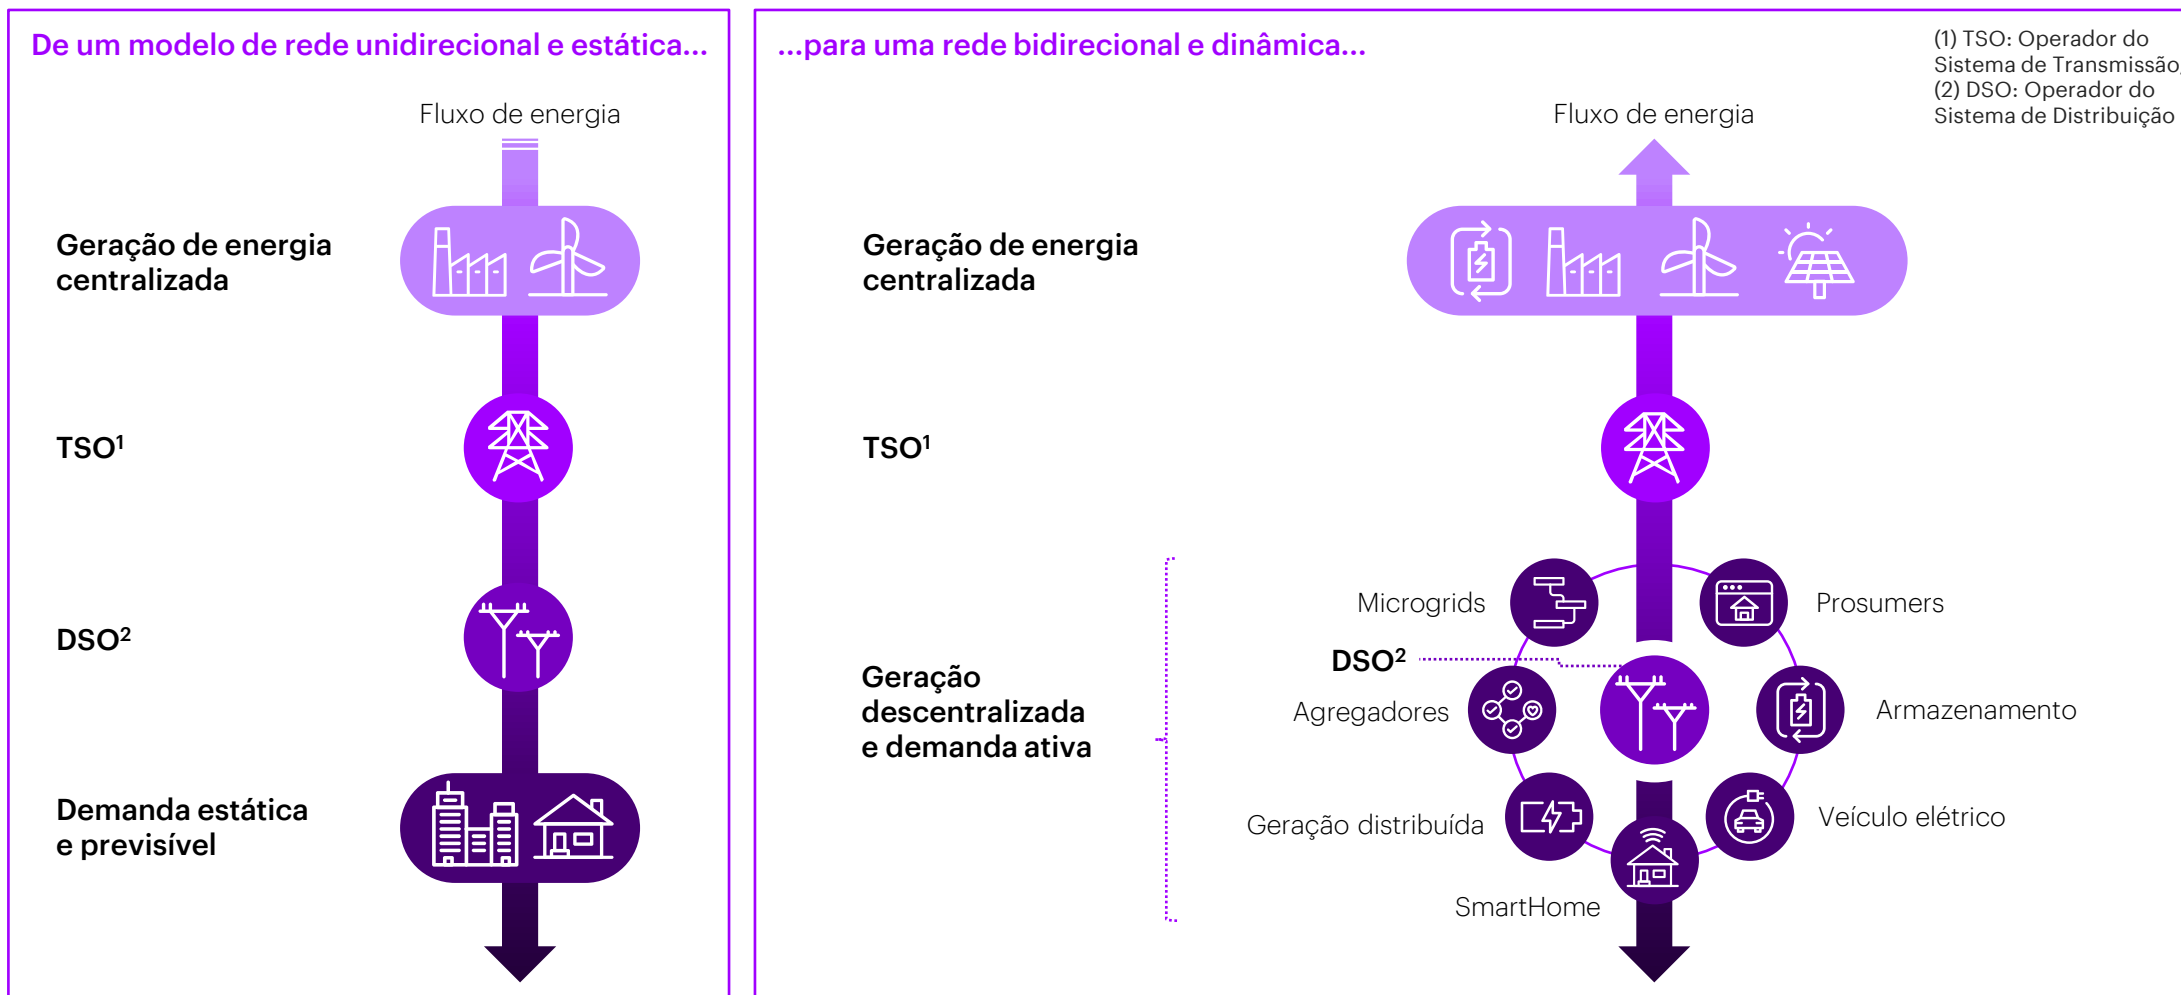 De um modelo de rede unidirecional e estática...
Fluxo de energia
Geração de energia
centralizada
TSO¹
DSO²
Demanda estática
e previsível
...para uma rede bidirecional e dinâmica...
(1) TSO: Operador do
Sistema de Transmissão,
(2) DSO: Operador do
Sistema de Distribuição
Fluxo de energia
Geração de energia
centralizada
TSO¹
Geração
descentralizada
e demanda ativa
Microgrids
Prosumers
DSO²
Agregadores
Armazenamento
Geração distribuída
Veículo elétrico
SmartHome